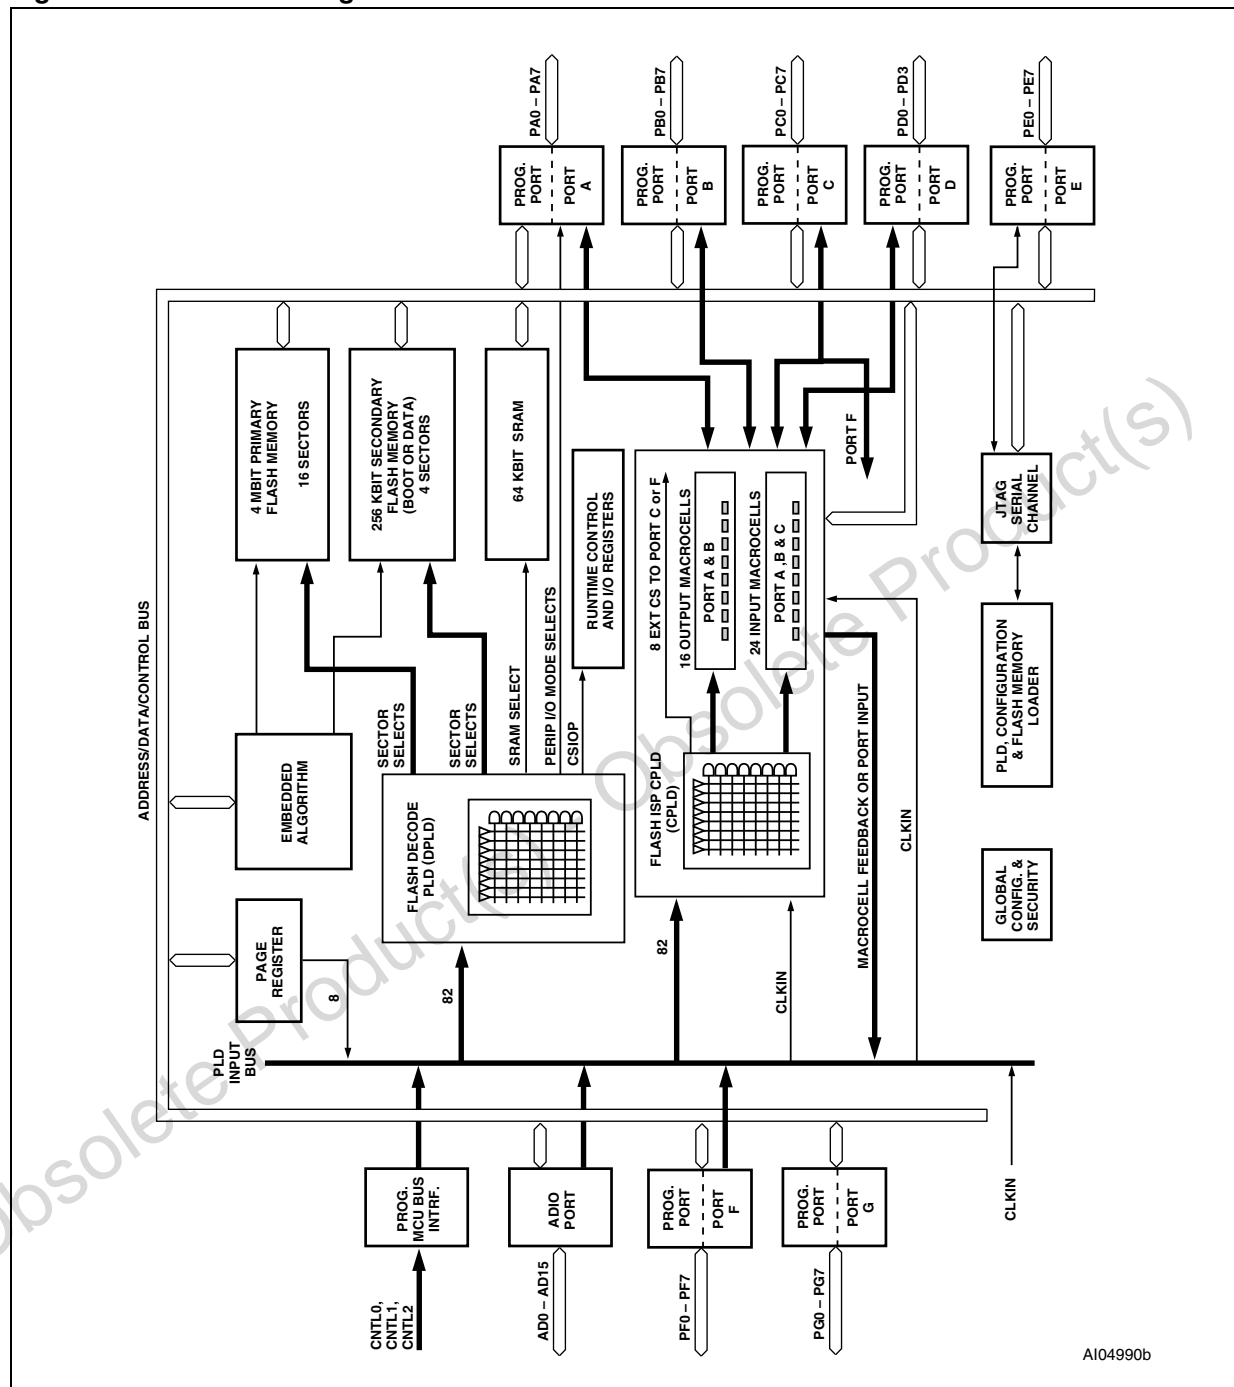 PA0 – PA7
PB0 – PB7
PC0 – PC7
PD0 – PD3
PE0 – PE7
PROG.
PORT
PORT
A
PROG.
PORT
PORT
B
PROG.
PORT
PORT
C
PROG.
PORT
PORT
D
PROG.
PORT
PORT
E
ADDRESS/DATA/CONTROL BUS
4 MBIT PRIMARY
FLASH MEMORY
16 SECTORS
256 KBIT SECONDARY
FLASH MEMORY
(BOOT OR DATA)
4 SECTORS
64 KBIT SRAM
RUNTIME CONTROL
AND I/O REGISTERS
8 EXT CS TO PORT C or F
16 OUTPUT MACROCELLS
PORT A & B
24 INPUT MACROCELLS
PORT A ,B & C
PORT F
JTAG
SERIAL
CHANNEL
SECTOR
SELECTS
SECTOR
SELECTS
SRAM SELECT
PERIP I/O MODE SELECTS
CSIOP
EMBEDDED
ALGORITHM
FLASH DECODE
PLD (DPLD)
FLASH ISP CPLD
(CPLD)
MACROCELL FEEDBACK OR PORT INPUT
CLKIN
PLD, CONFIGURATION
& FLASH MEMORY
LOADER
GLOBAL
CONFIG. &
SECURITY
PAGE
REGISTER
8
82
82
CLKIN
PLD
INPUT
BUS
PROG.
MCU BUS
INTRF.
ADIO
PORT
PROG.
PORT
PORT
F
PROG.
PORT
PORT
G
CLKIN
CNTL0,
CNTL1,
CNTL2
AD0 – AD15
PF0 – PF7
PG0 – PG7
AI04990b
Obsolete Product(s) - Obsolete Product(s)